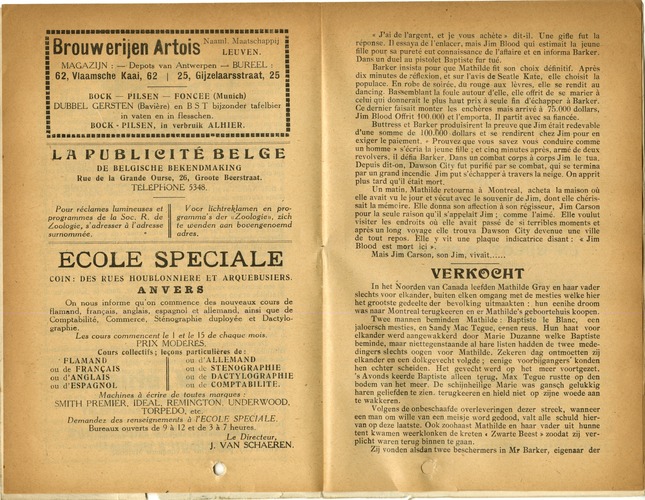 Brouwerijen Artois Naaml. Maatschappij
LEUVEN.
MAGAZIJN : — Depots van Antwerpen — BUREEL :
62, Vlaamsche Kaai, 62 | 25, Gijzelaarsstraat, 25
BOCK — PILSEN — FONCEE (Munich)
DUBBEL GERSTEN (Bavière) en B.S T bijzonder tafelbier
in vaten en in flesschen.
BOCK - PILSEN, in verbruik ALHIER.
LA PUBLICITÉ BELGE
DE BELGISCHE BEKENDMAKING
Rue de la Grande Ourse, 26, Groote Beerstraat.
TÉLÉPHONE 5348.
Pour réclames lumineuses et
programmes de la Soc. R. de
Zoologie, s'adresser à l'adresse
surnommée.
Voor lichtreklamen en pro-
gramma's der «Zoologie», zich
te wenden aan bovengenoemd
adres.
ECOLE SPECIALE
COIN: DES RUES HOUBLONNIERE ET ARQUEBUSIERS.
ANVERS
On nous informe qu'on commence des nouveaux cours de
flamand, français, anglais, espagnol et allemand, ainsi que de
Comptabilité, Commerce, Sténographie duployée et Dactylo-
graphie.
Les cours commencent le 1 et le 15 de chaque mois.
PRIX MODÉRÉS.
Cours collectifs ; leçons particulières de :
FLAMAND
ou de FRANÇAIS
ou d'ANGLAIS
ou d'ESPAGNOL
ou d'ALLEMAND
ou de STENOGRAPHIE
ou de DACTYLOGRAPHIE
ou de COMPTABILITE.
Machines à écrire de toutes marques :
SMITH PREMIER, IDEAL, REMINGTON, UNDERWOOD,
TORPEDO, etc.
Demandez des renseignements à l'ECOLE SPECIALE.
Bureaux ouverts de 9 à 12 et de 3 à 7 heures.
Le Directeur,
J. VAN SCHAEREN.
« J'ai de l'argent, et je vous achète » dit-il. Une gifle fut la
réponse. Il essaya de l'enlacer, mais Jim Blood qui estimait la jeune
fille pour sa pureté eut connaissance de l'affaire et en informa Barker.
Dans un duel au pistolet Baptiste fur tué.
Barker insista pour que Mathilde fit son choix définitif. Après
dix minutes de réflexion, et sur l'avis de Seatle Kate, elle choisit la
populace. En robe de soirée, du rouge aux lèvres, elle se rendit au
dancing. Bassemblant la foule autour d'elle, elle offrit de se marier à
celui qui donnerait le plus haut prix à seule fin d'échapper à Barker.
Ce dernier faisait monter les enchères mais arrivé à 75.000 dollars,
Jim Blood Offrit 100.000 et l'emporta. Il partit avec sa fiancée.
Buttress et Barker produisirent la preuve que Jim était redevable
d'une somme de 100.000 dollars et se rendirent chez Jim pour en
exiger le paiement. « Prouvez que vous savez vous conduire comme
un homme » s'écria la jeune fille ; et cinq minutes après, armé de deux
revolvers, il défia Barker. Dans un combat corps à corps Jim le tua.
Depuis dit-on, Dawson City fut purifié par ce combat, qui se termina
par un grand incendie Jim put s'échapper à travers la neige. On apprit
plus tard qu'il était mort.
Un matin, Mathilde retourna à Montreal, acheta la maison où
elle avait vu le jour et vécut avec le souvenir de Jim, dont elle chéris-
sait la mémoire. Elle donna son affection à son régisseur, Jim Carson
pour la seule raison qu'il s'appelait Jim ; comme l'aimé. Elle voulut
visiter les endroits où elle avait passé de si terribles moments et
après un long voyage elle trouva Dawson City devenue une ville
de tout repos. Elle y vit une plaque indicatrice disant : « Jim
Blood est mort ici ».
Mais Jim Carson, son Jim, vivait......
VERKOCHT
In het Noorden van Canada leefden Mathilde Gray en haar vader
slechts voor elkander, buiten elken omgang met de mesties welke hier
het grootste gedeelte der bevolking uitmaakten : hun eenihe droom
was naar Montreal terugkeeren en er Mathilde's geboortehuis koopen.
Twee mannen beminden Mathilde : Baptiste le Blanc, een
jaloersch mesties, en Sandy Mac Tegue, eenen reus. Hun haat voor
elkander werd aangewakkerd door Marie Duzanne welke Baptiste
beminde, maar niettegenstaande al hare listen hadden de twee mede-
dingers slechts oogen voor Mathilde. Zekeren dag ontmoetten zij
elkander en een dolkgevecht volgde ; eenige voorbijgangers konden
hen echter scheiden. Het gevecht werd op het meer voortgezet.
's Avonds keerde Baptiste alleen terug, Max Tegue rustte op den
bodem van het meer. De schijnheilige Marie was gansch gelukkig
haren geliefden te zien. terugkeeren en hield niet op zijne woede aan
te wakkeren.
Volgens de onbeschaafde overleveringen dezer streek, wanneer
een man om wille van een meisje word gedood, valt alle schuld hier-
van op deze laatste. Ook zoohaast Mathilde en haar vader uit hunne
tent kwamen weerklonken de kreten « Zwarte Beest » zoodat zij ver-
plicht waren terug binnen te gaan.
Zij vonden alsdan twee beschermers in Mr Barker, eigenaar der